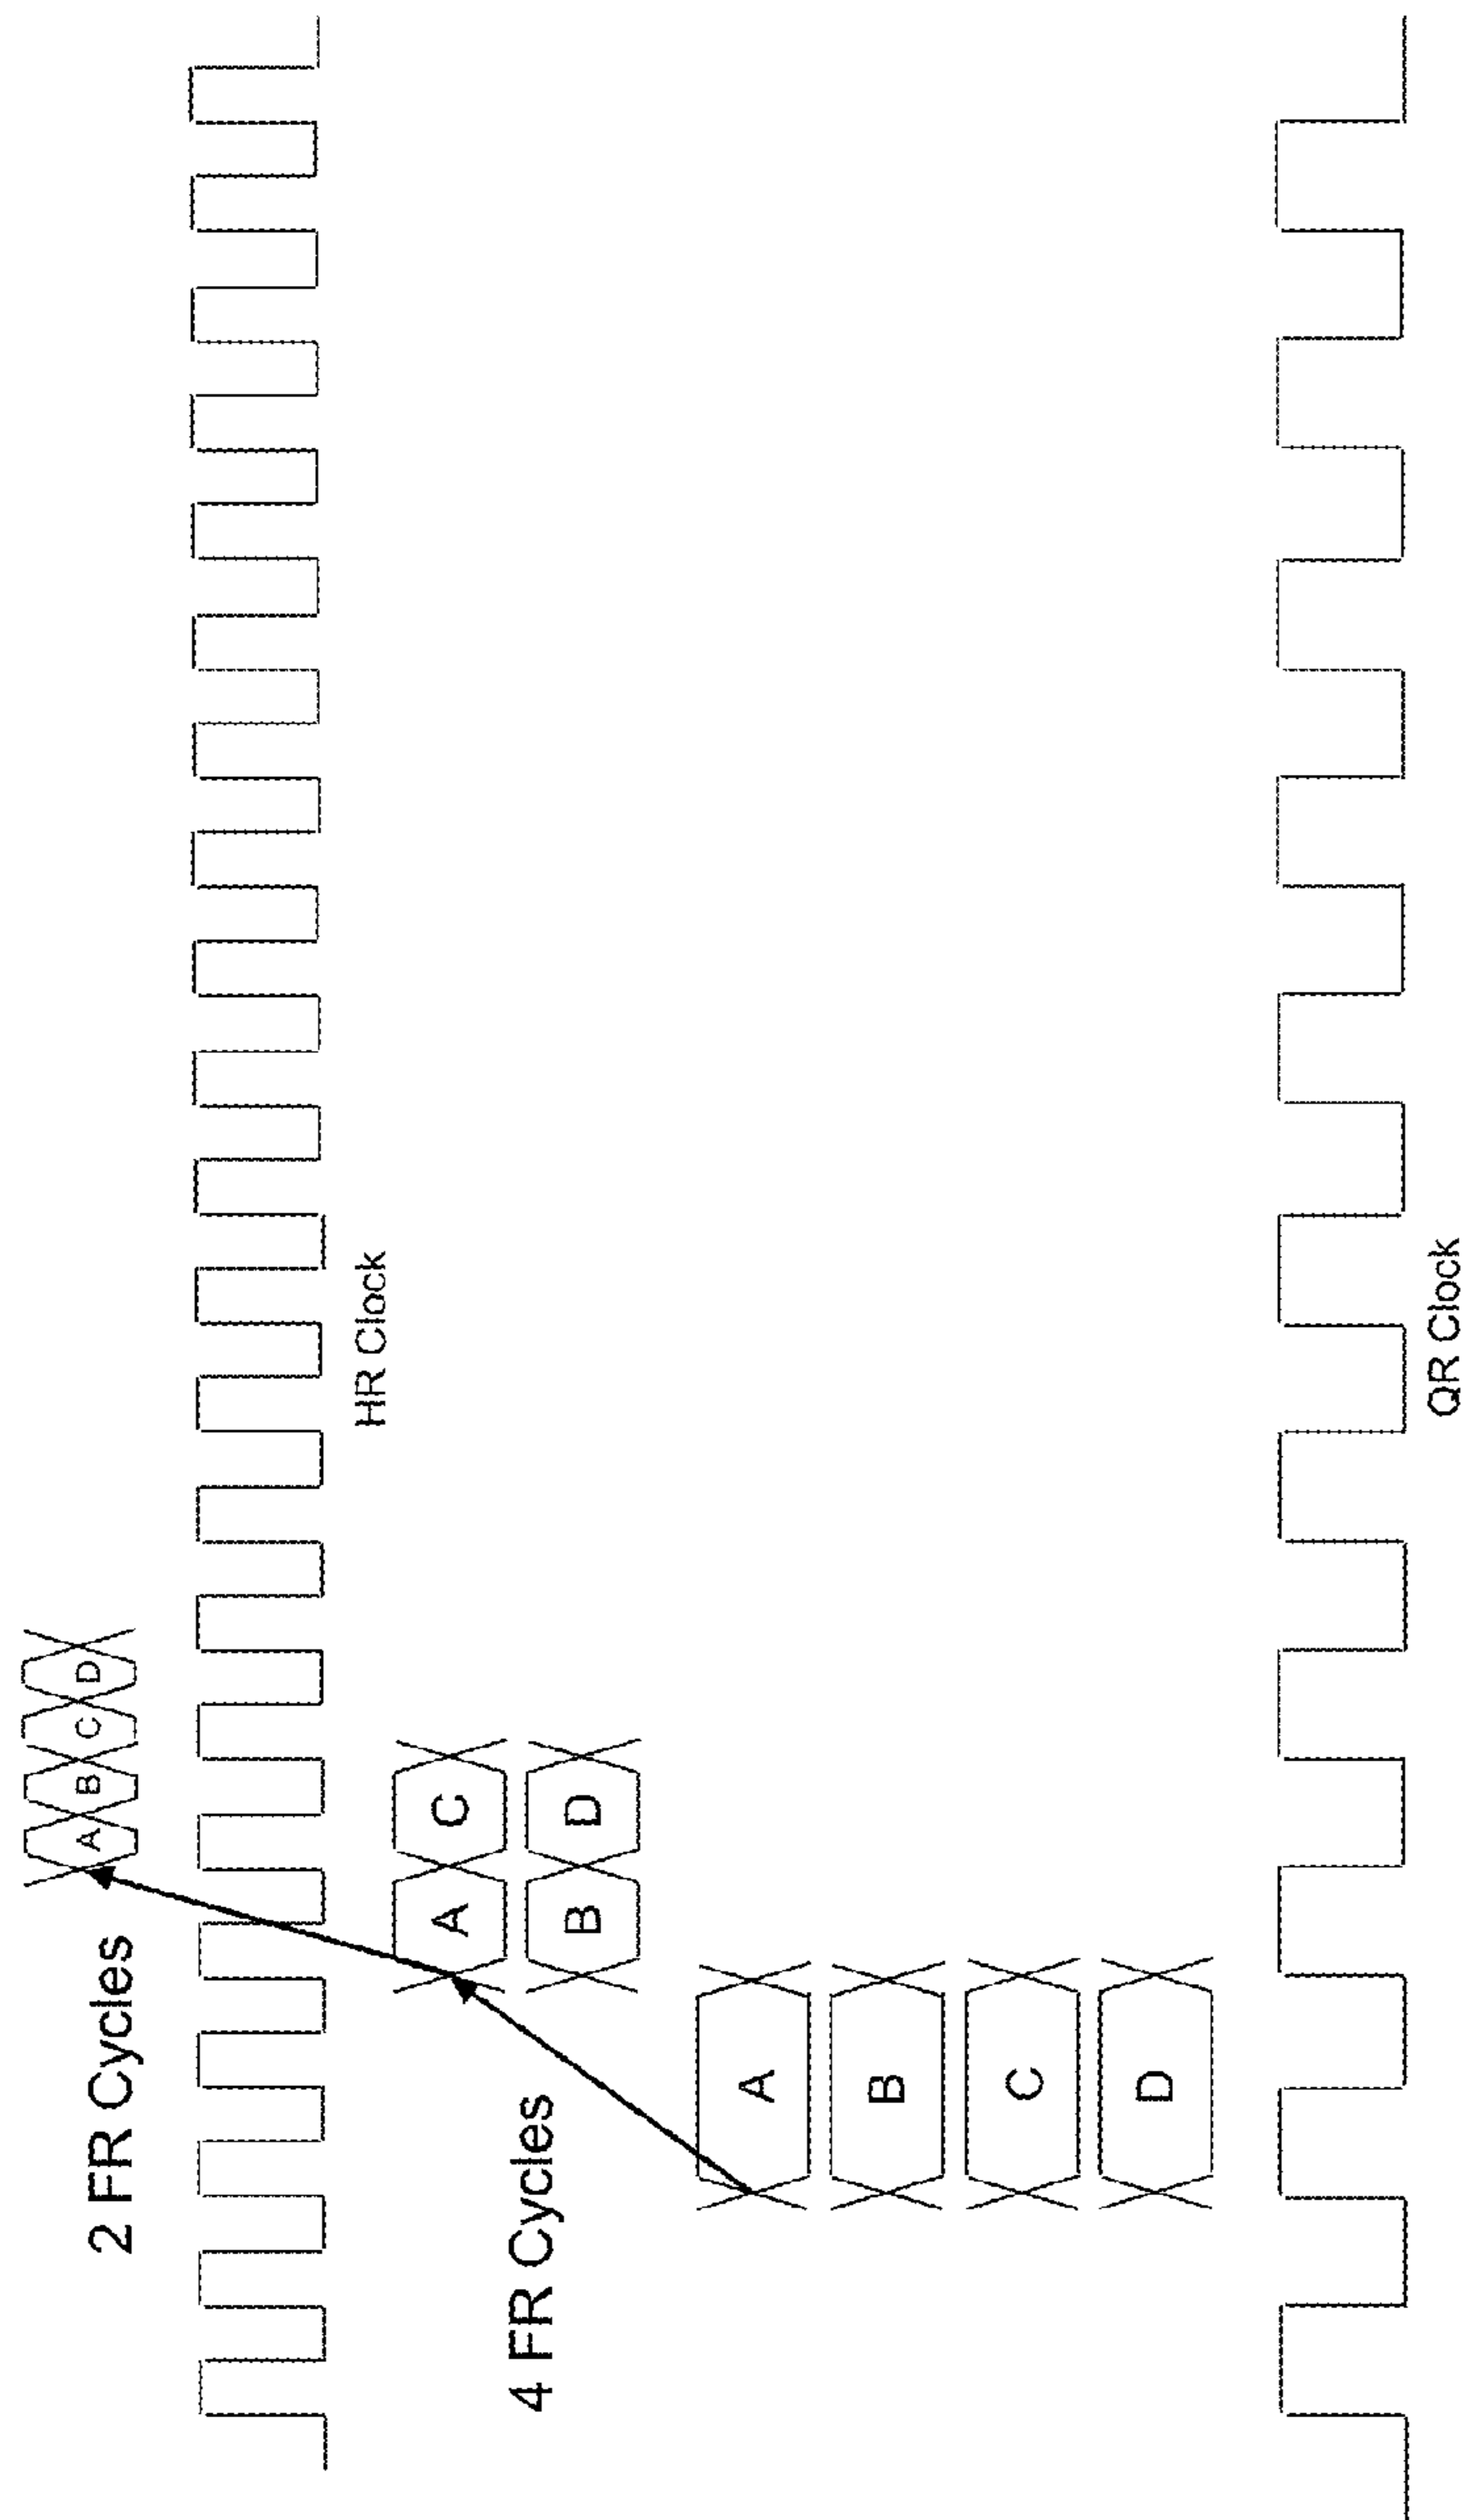 A B C D
2 FR Cycles
HR Clock
A C
4 FR Cycles
B D
A
B
C
D
QR Clock